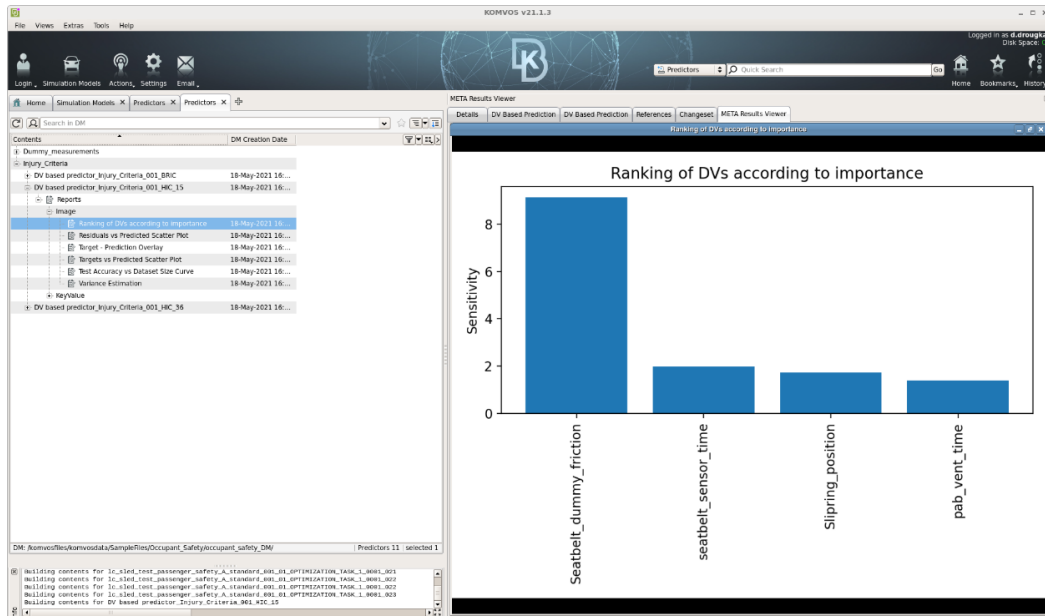 KOMVOS v21.1.3
File Views Extras Tools Help
Logged in as d.drougka
Disk Space:
Login Simulation Models Actions Settings Email
Predictors Quick Search Go
Home Bookmarks History
Home Simulation Models Predictors Predictors
META Results Viewer
Details DV Based Prediction DV Based Prediction References Changeset META Results Viewer
Search in DM
Contents DM Creation Date
Dummy_measurements
Injury_Criteria
DV based predictor_Injury_Criteria_001_BRIC 18-May-2021 16:...
DV based predictor_Injury_Criteria_001_HIC_15 18-May-2021 16:...
Reports
Image
Ranking of DVs according to importance 18-May-2021 16:...
Residuals vs Predicted Scatter Plot 18-May-2021 16:...
Target - Prediction Overlay 18-May-2021 16:...
Targets vs Predicted Scatter Plot 18-May-2021 16:...
Test Accuracy vs Dataset Size Curve 18-May-2021 16:...
Variance Estimation 18-May-2021 16:...
KeyValue
DV based predictor_Injury_Criteria_001_HIC_36 18-May-2021 16:...
DM: /komvosfiles/komvosdata/SampleFiles/Occupant_Safety/occupant_safety_DM/ Predictors 11 selected 1
Building contents for lc_sled_test_passenger_safety_A_standard_001_01_OPTIMIZATION_TASK_1_0001_021
Building contents for lc_sled_test_passenger_safety_A_standard_001_01_OPTIMIZATION_TASK_1_0001_022
Building contents for lc_sled_test_passenger_safety_A_standard_001_01_OPTIMIZATION_TASK_1_0001_022
Building contents for lc_sled_test_passenger_safety_A_standard_001_01_OPTIMIZATION_TASK_1_0001_023
Building contents for DV based predictor_Injury_Criteria_001_HIC_15
Ranking of DVs according to importance
Ranking of DVs according to importance
Sensitivity
8
6
4
2
0
Seatbelt_dummy_friction
seatbelt_sensor_time
Slipring_position
pab_vent_time